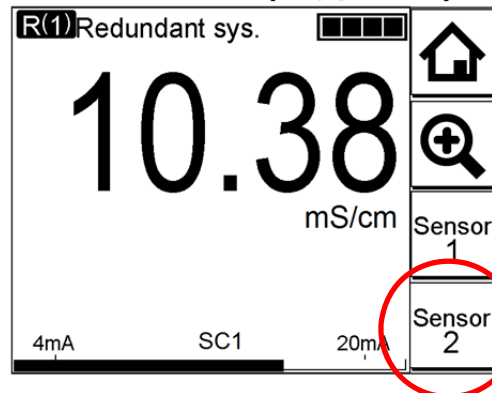 R(1) Redundant sys.
10.38
mS/cm
Sensor
1
Sensor
2
4mA SC1 20mA